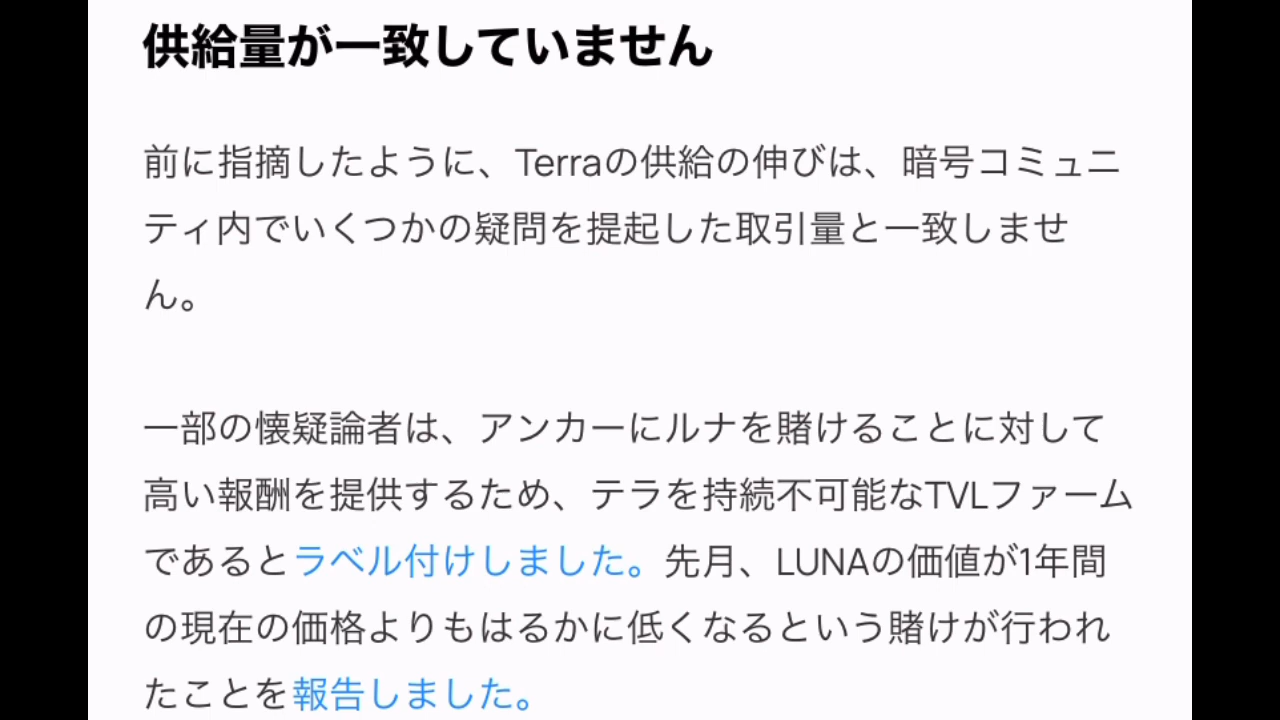 供給量が一致していません
前に指摘したように、Terraの供給の伸びは、暗号コミュニ
ティ内でいくつかの疑問を提起した取引量と一致しませ
ん。
一部の懐疑論者は、アンカーにルナを賭けることに対して
高い報酬を提供するため、テラを持続不可能なTVLファーム
であるとラベル付けしました。先月、LUNAの価値が1年間
の現在の価格よりもはるかに低くなるという賭けが行われ
たことを報告しました。